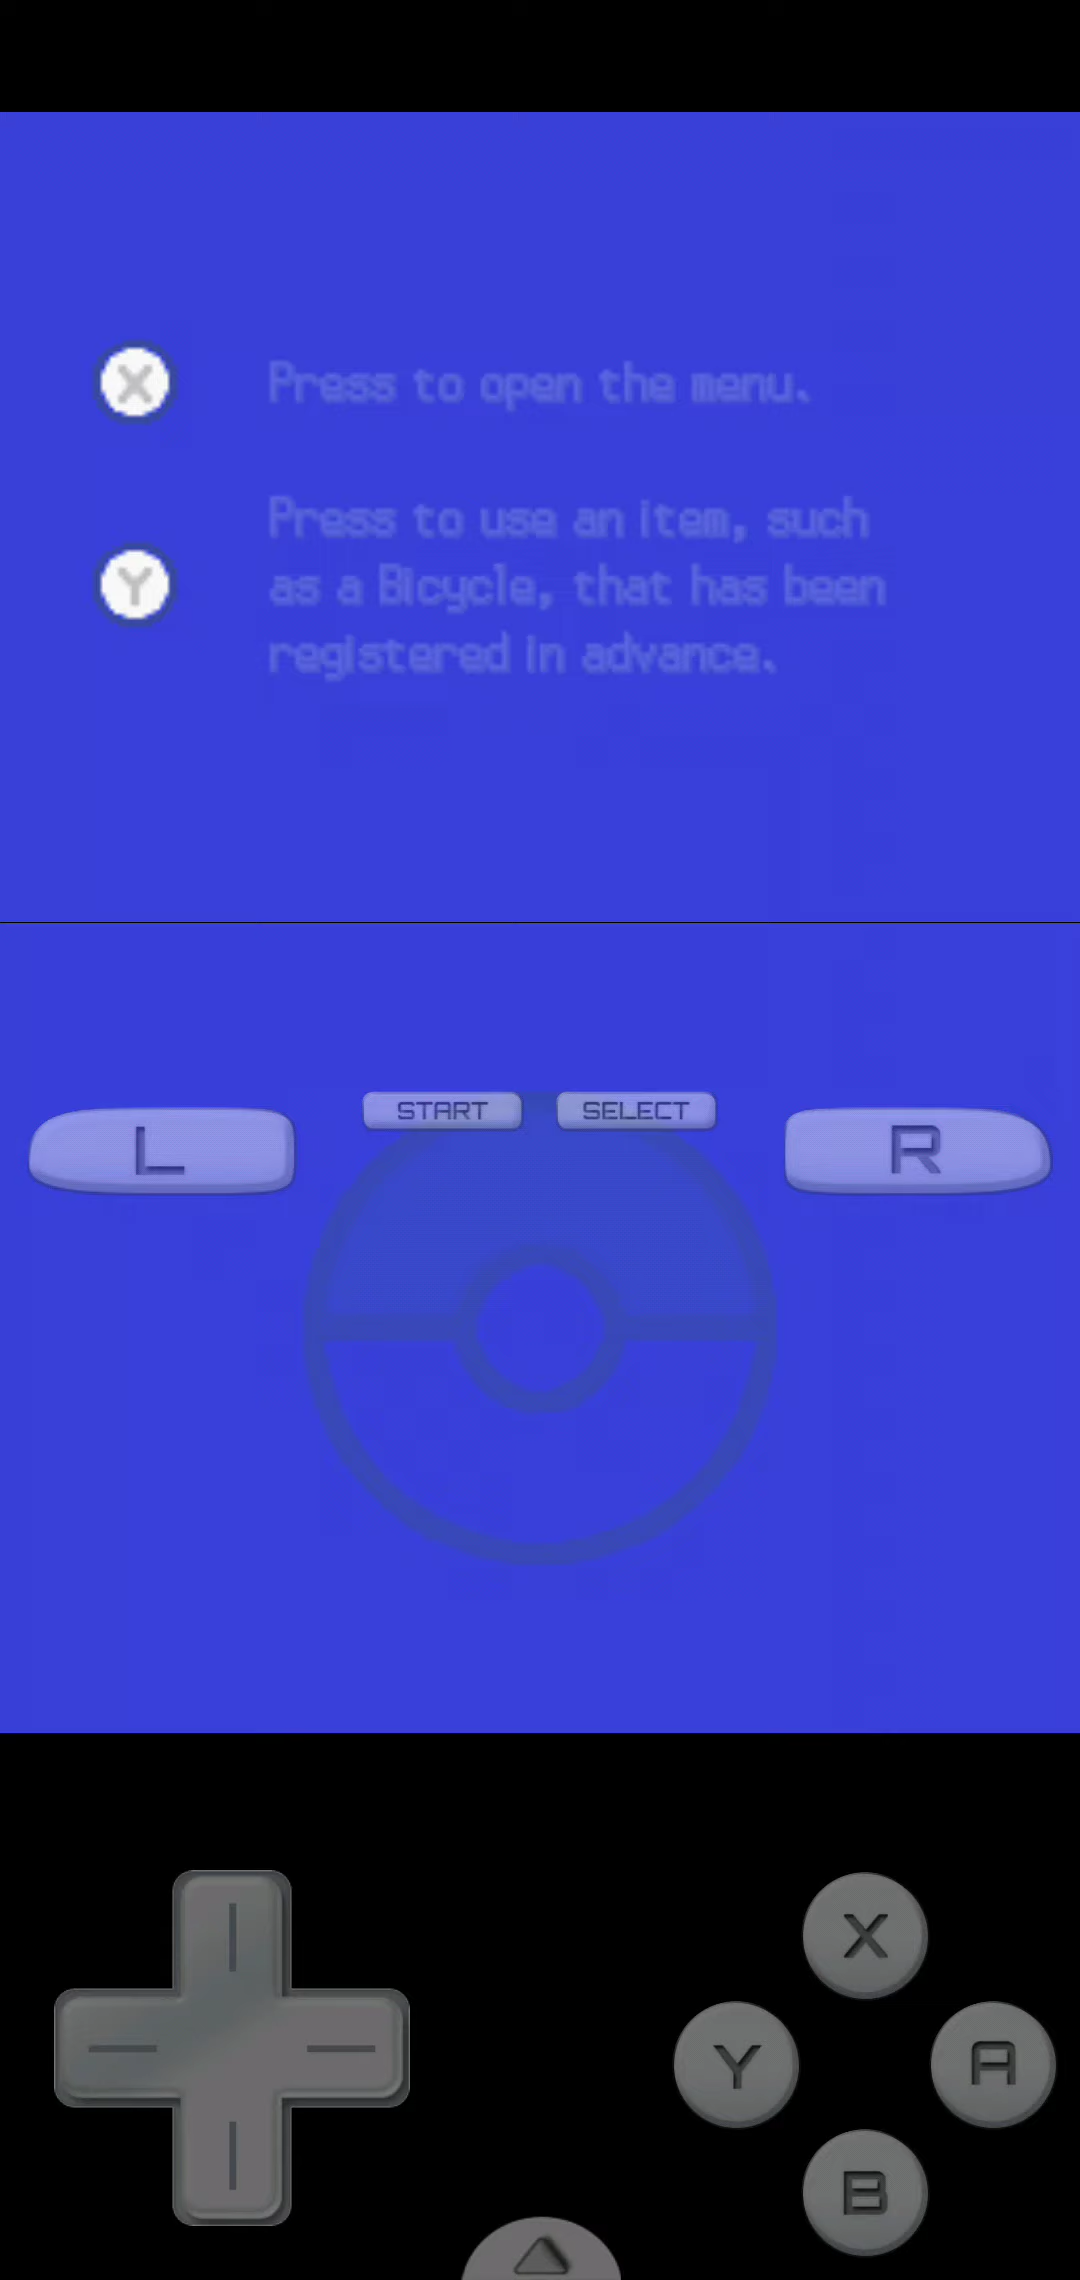 X Press to open the menu.
Press to use an item, such
Y as a Bicycle, that has been
registered in advance.
START SELECT
L R
X
Y A
B